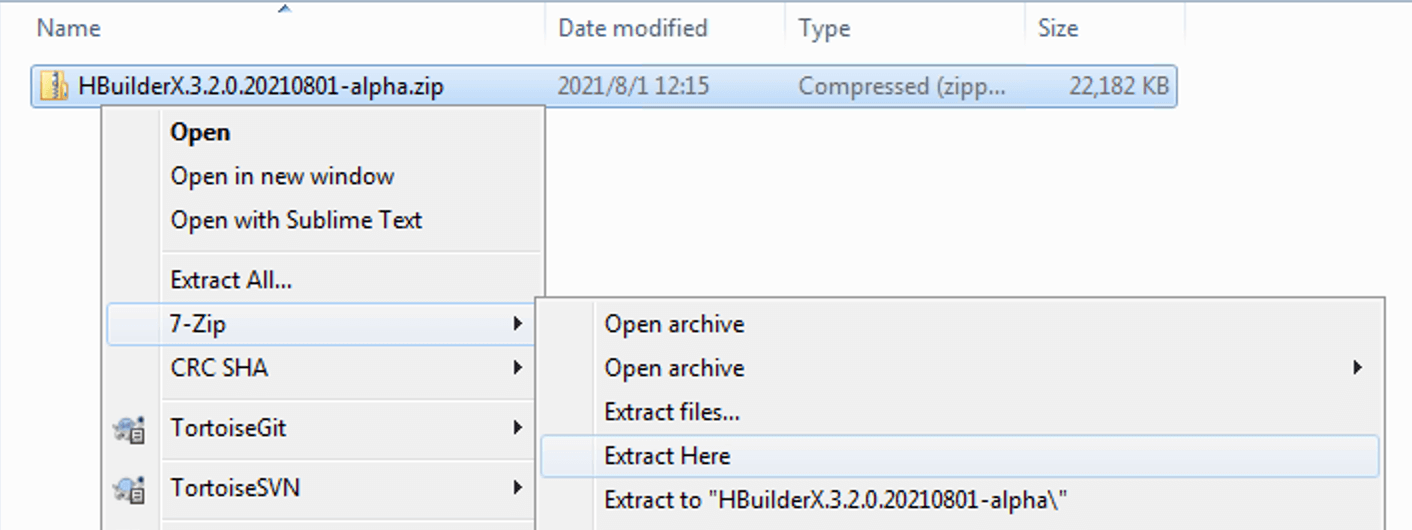 Name Date modified Type Size
HBuilderX.3.2.0.20210801-alpha.zip 2021/8/1 12:15 Compressed (zipp... 22,182 KB
Open
Open in new window
Open with Sublime Text
Extract All...
7-Zip
CRC SHA
TortoiseGit
TortoiseSVN
Open archive
Open archive
Extract files...
Extract Here
Extract to "HBuilderX.3.2.0.20210801-alpha\"